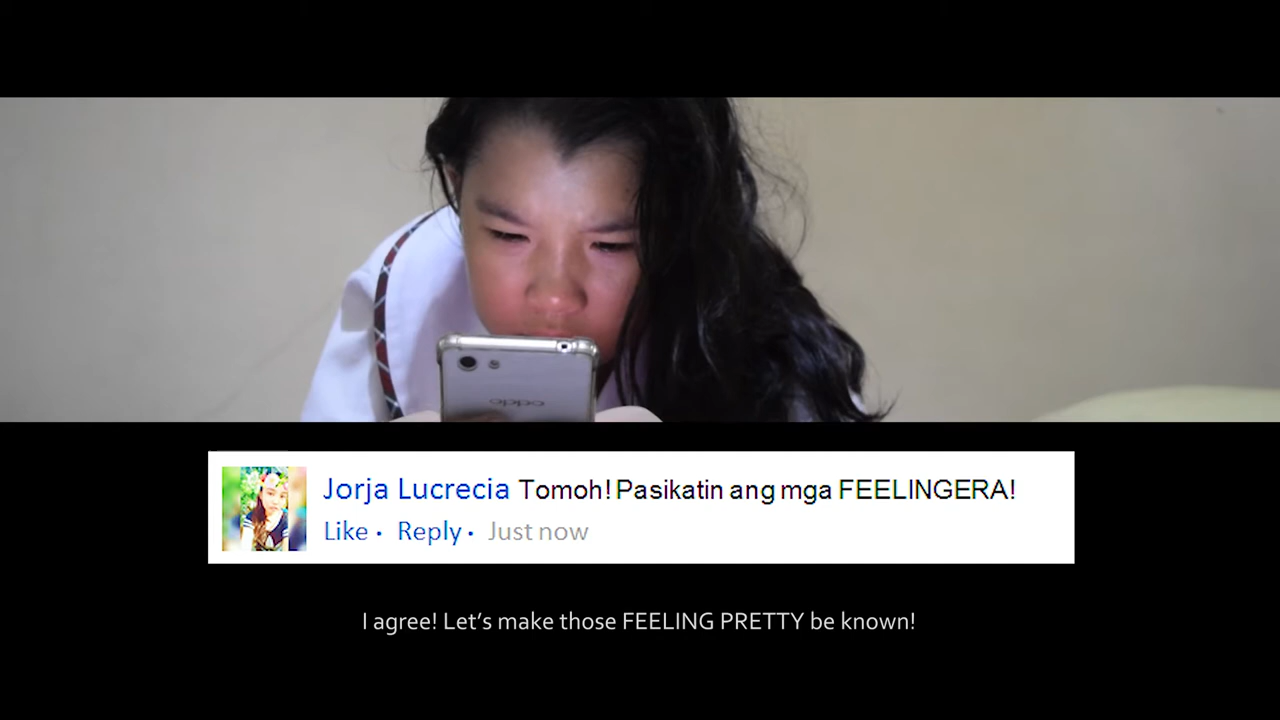 oppo
Jorja Lucrecia Tomoh! Pasikatin ang mga FEELINGERA!
Like · Reply · Just now
I agree! Let's make those FEELING PRETTY be known!